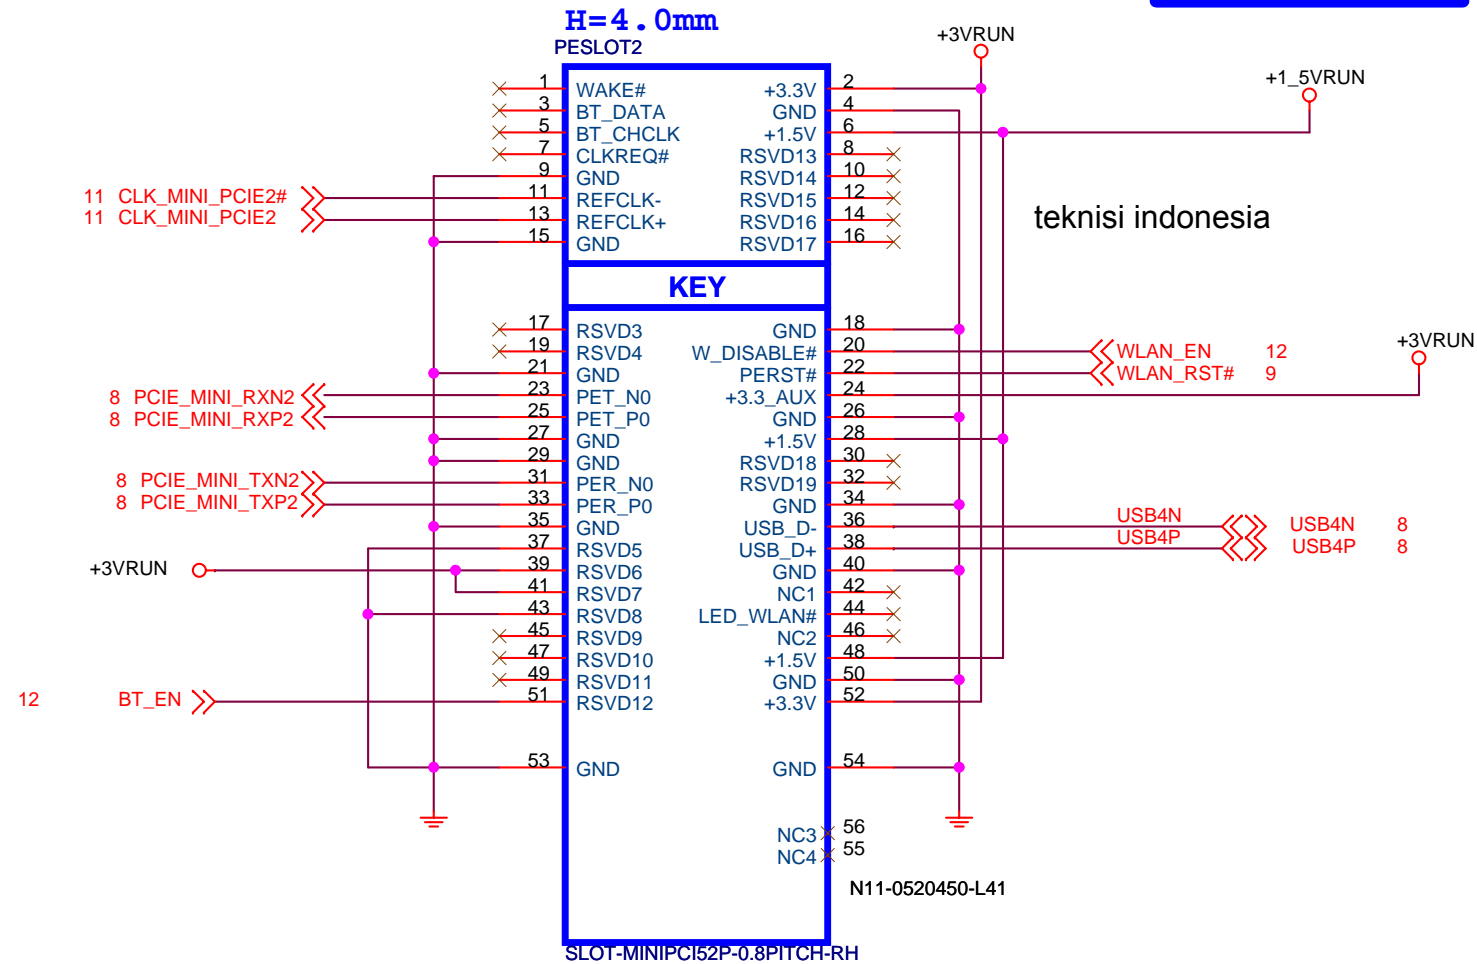 H=4.0mm
PESLOT2
+3VRUN
+1_5VRUN
1 WAKE# +3.3V 2
3 BT_DATA GND 4
5 BT_CHCLK +1.5V 6
7 CLKREQ# RSVD13 8
9 GND RSVD14 10
11 CLK_MINI_PCIE2# 11 REFCLK- RSVD15 12
11 CLK_MINI_PCIE2 13 REFCLK+ RSVD16 14
15 GND RSVD17 16
teknisi indonesia
KEY
17 RSVD3 GND 18
19 RSVD4 W_DISABLE# 20 WLAN_EN 12
+3VRUN
21 GND PERST# 22 WLAN_RST# 9
8 PCIE_MINI_RXN2 23 PET_N0 +3.3_AUX 24
8 PCIE_MINI_RXP2 25 PET_P0 GND 26
27 GND +1.5V 28
29 GND RSVD18 30
8 PCIE_MINI_TXN2 31 PER_N0 RSVD19 32
8 PCIE_MINI_TXP2 33 PER_P0 GND 34
35 GND USB_D- 36 USB4N USB4N 8
37 RSVD5 USB_D+ 38 USB4P USB4P 8
+3VRUN 39 RSVD6 GND 40
41 RSVD7 NC1 42
43 RSVD8 LED_WLAN# 44
45 RSVD9 NC2 46
47 RSVD10 +1.5V 48
49 RSVD11 GND 50
12 BT_EN 51 RSVD12 +3.3V 52
53 GND GND 54
NC3 56
NC4 55
N11-0520450-L41
SLOT-MINIPCI52P-0.8PITCH-RH